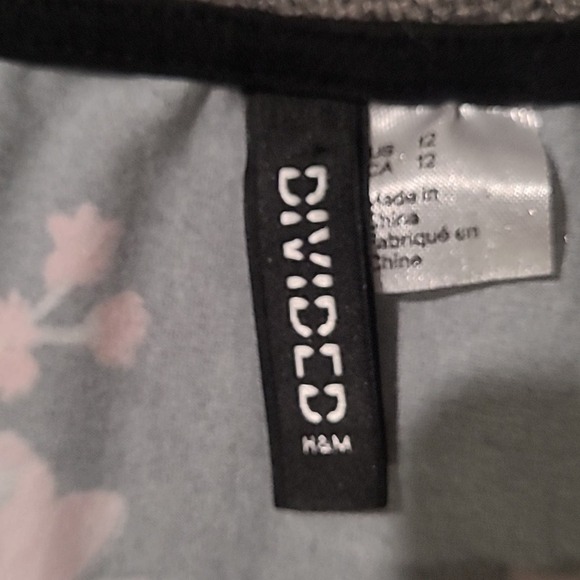 DIVIDED
H&M
US 12
CA 12
Made in
China
Fabriqué en
Chine